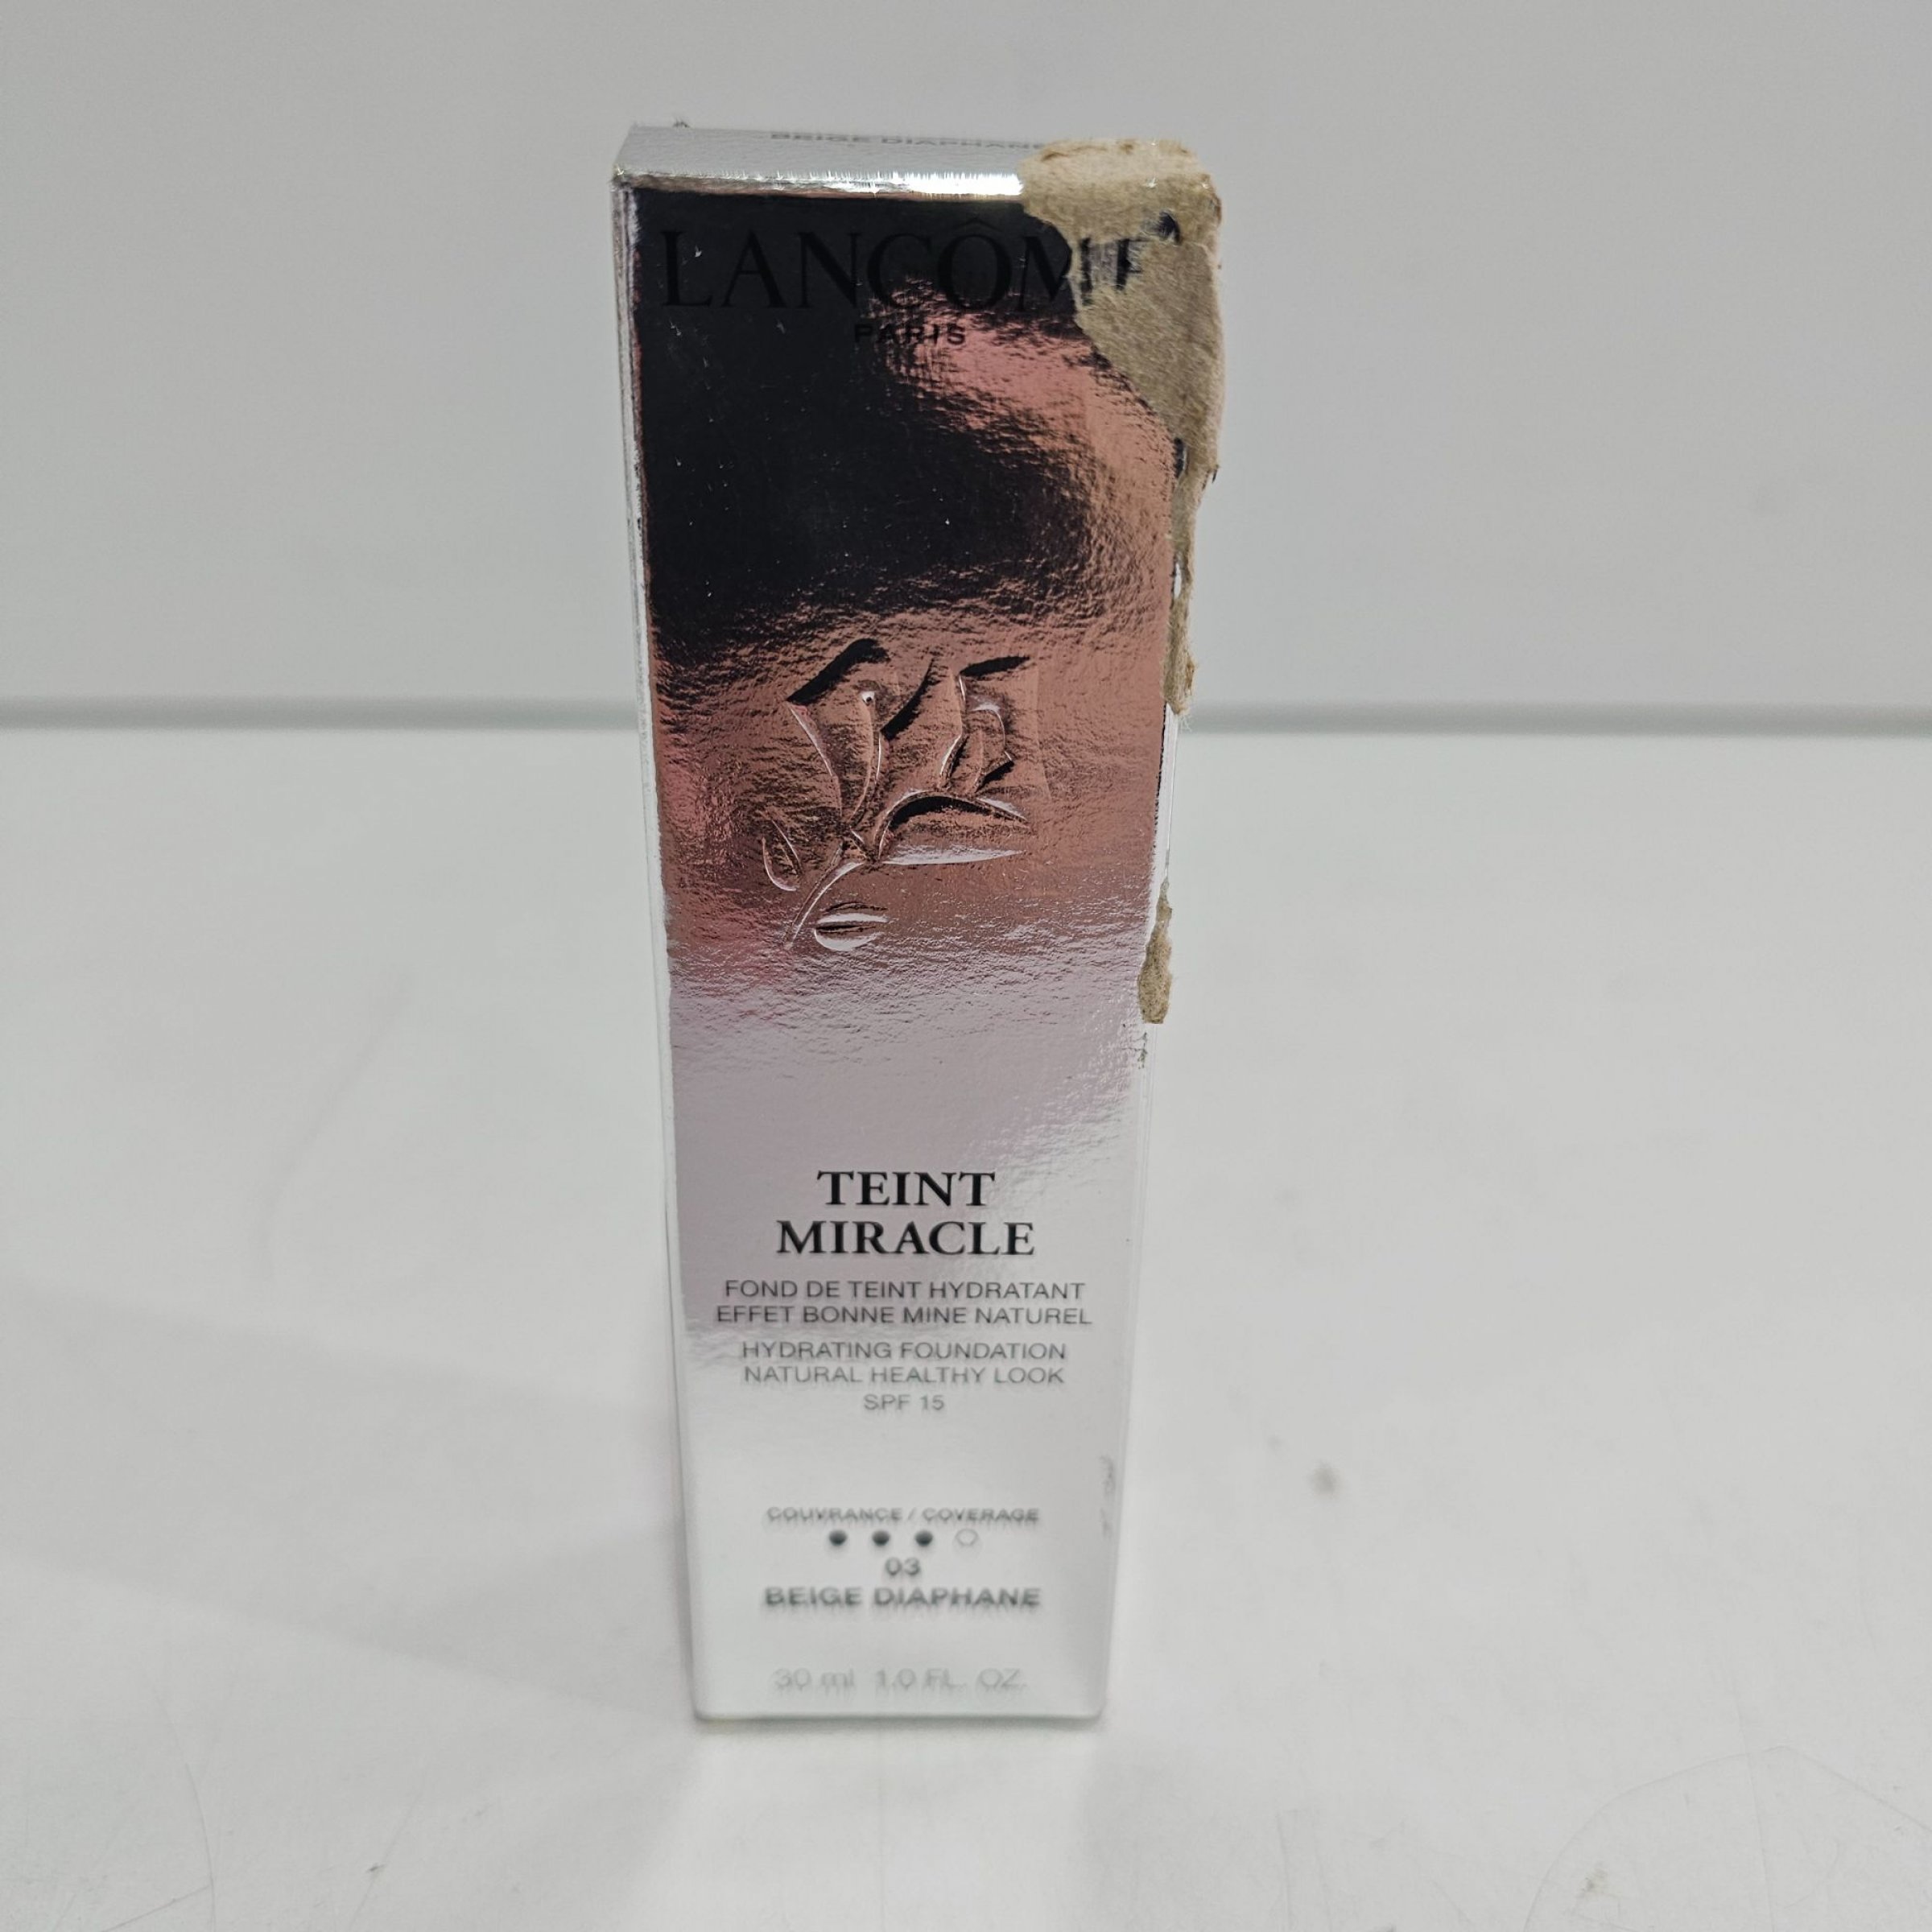 BEIGE DIAPHANE
LANCÔME
PARIS
TEINT
MIRACLE
FOND DE TEINT HYDRATANT
EFFET BONNE MINE NATUREL
HYDRATING FOUNDATION
NATURAL HEALTHY LOOK
SPF 15
COUVRANCE / COVERAGE
03
BEIGE DIAPHANE
30 ml 1.0 FL. OZ.